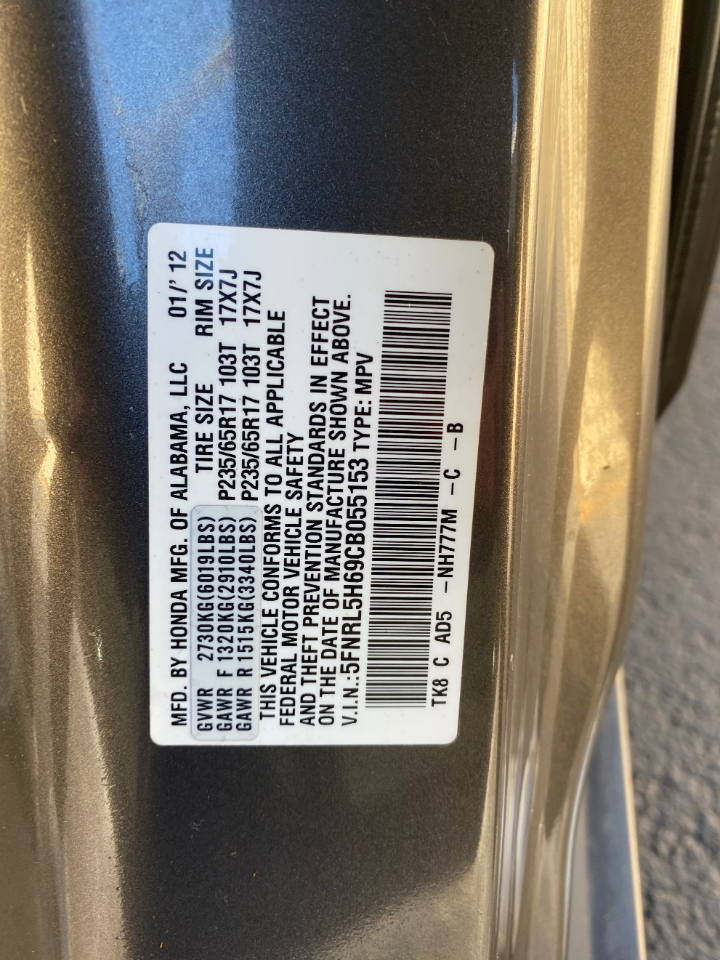 MFD. BY HONDA MFG. OF ALABAMA, LLC 01/' 12
GVWR 2730KG(6019LBS) TIRE SIZE RIM SIZE
GAWR F 1320KG(2910LBS) P235/65R17 103T 17X7J
GAWR R 1515KG(3340LBS) P235/65R17 103T 17X7J
THIS VEHICLE CONFORMS TO ALL APPLICABLE
FEDERAL MOTOR VEHICLE SAFETY
AND THEFT PREVENTION STANDARDS IN EFFECT
ON THE DATE OF MANUFACTURE SHOWN ABOVE.
V.I.N.:5FNRL5H69CB055153 TYPE: MPV
TK8 C AD5 -NH777M -C -B